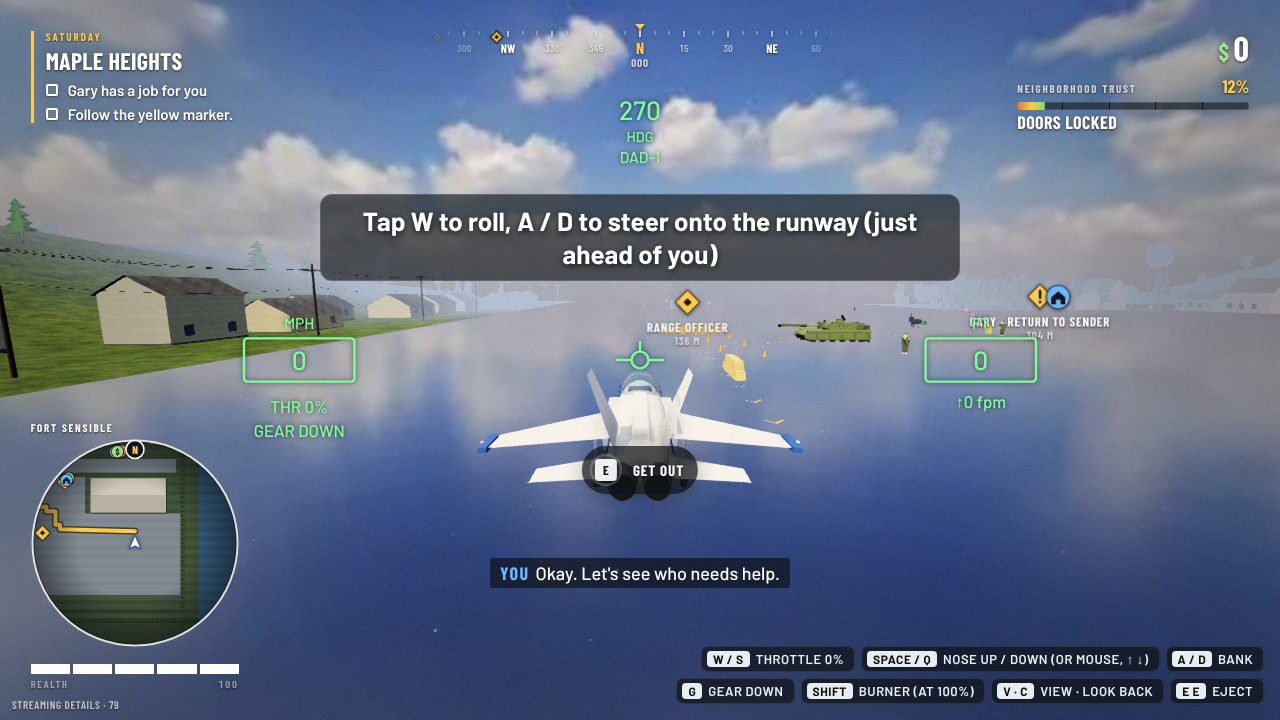 SATURDAY
MAPLE HEIGHTS
Gary has a job for you
Follow the yellow marker.
300 NW 330 345 N 15 30 NE 60
000
$0
NEIGHBORHOOD TRUST 12%
DOORS LOCKED
270
HDG
DAD-1
Tap W to roll, A / D to steer onto the runway (just
ahead of you)
RANGE OFFICER
136 M
GARY · RETURN TO SENDER
MPH
0
THR 0%
GEAR DOWN
0
↑0 fpm
E GET OUT
FORT SENSIBLE
$ N
YOU Okay. Let's see who needs help.
HEALTH 100
STREAMING DETAILS · 79
W / S THROTTLE 0% SPACE / Q NOSE UP / DOWN (OR MOUSE, ↑ ↓) A / D BANK
G GEAR DOWN SHIFT BURNER (AT 100%) V · C VIEW · LOOK BACK E E EJECT